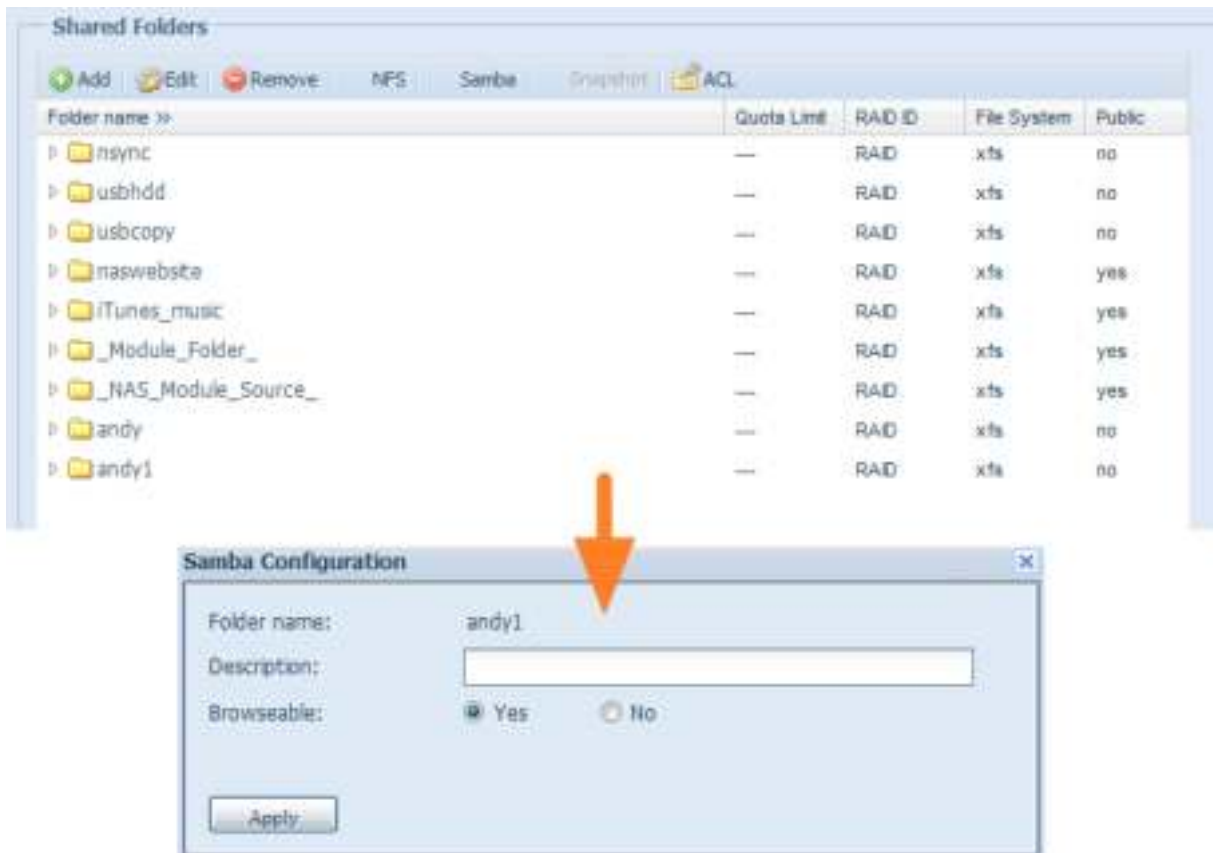 Shared Folders
Add Edit Remove NFS Samba Snapshot ACL
Folder name » Quota Limit RAID ID File System Public
nsync --- RAID xfs no
usbhdd --- RAID xfs no
usbcopy --- RAID xfs no
naswebsite --- RAID xfs yes
iTunes_music --- RAID xfs yes
_Module_Folder_ --- RAID xfs yes
_NAS_Module_Source_ --- RAID xfs yes
andy --- RAID xfs no
andy1 --- RAID xfs no
Samba Configuration
Folder name: andy1
Description:
Browseable: Yes No
Apply